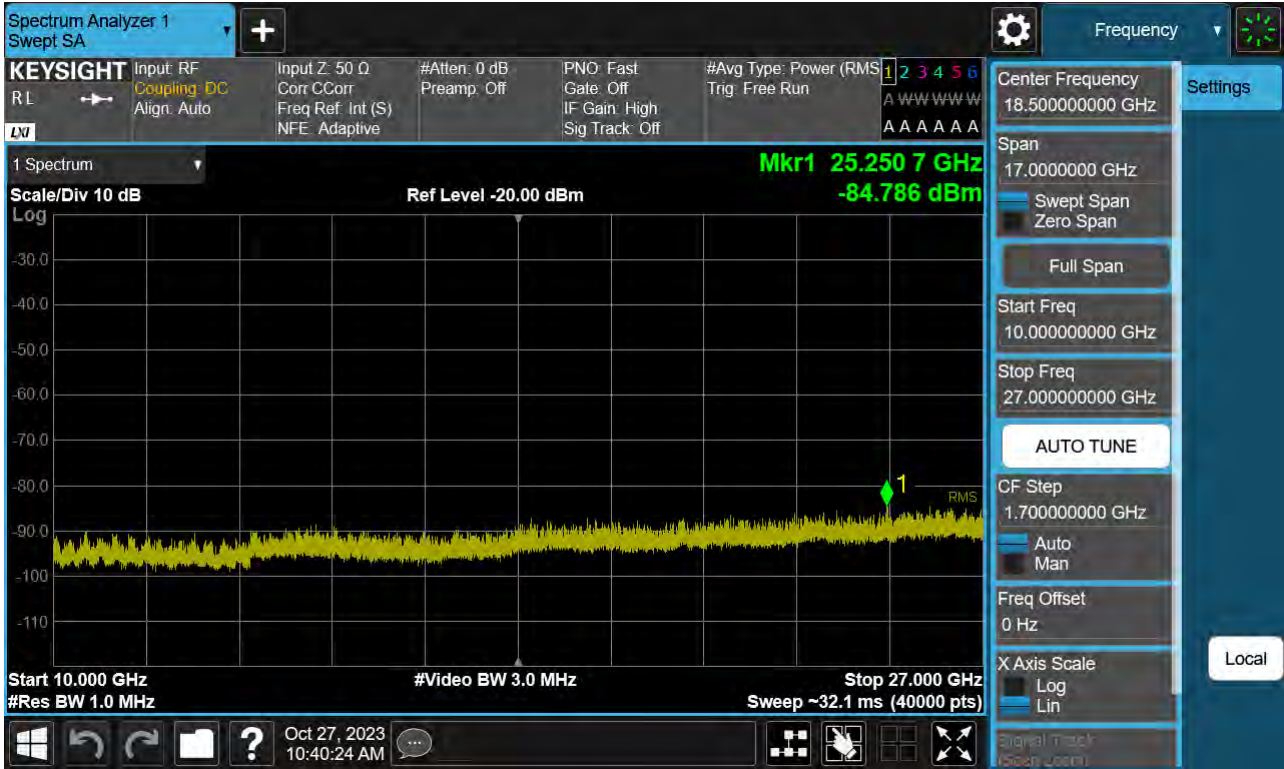 Spectrum Analyzer 1
Swept SA
+
Frequency
KEYSIGHT
RL
LXI
Input: RF
Coupling: DC
Align: Auto
Input Z: 50 Ω
Corr CCorr
Freq Ref: Int (S)
NFE: Adaptive
#Atten: 0 dB
Preamp: Off
PNO: Fast
Gate: Off
IF Gain: High
Sig Track: Off
#Avg Type: Power (RMS
Trig: Free Run
1 2 3 4 5 6
A W W W W W
A A A A A A
1 Spectrum
Scale/Div 10 dB
Log
Ref Level -20.00 dBm
Mkr1 25.250 7 GHz
-84.786 dBm
-30.0
-40.0
-50.0
-60.0
-70.0
-80.0
-90.0
-100
-110
1
RMS
Start 10.000 GHz
#Res BW 1.0 MHz
#Video BW 3.0 MHz
Stop 27.000 GHz
Sweep ~32.1 ms (40000 pts)
Center Frequency
18.500000000 GHz
Settings
Span
17.0000000 GHz
Swept Span
Zero Span
Full Span
Start Freq
10.000000000 GHz
Stop Freq
27.000000000 GHz
AUTO TUNE
CF Step
1.700000000 GHz
Auto
Man
Freq Offset
0 Hz
X Axis Scale
Log
Lin
Signal Track
(Span Zoom)
Local
?
Oct 27, 2023
10:40:24 AM